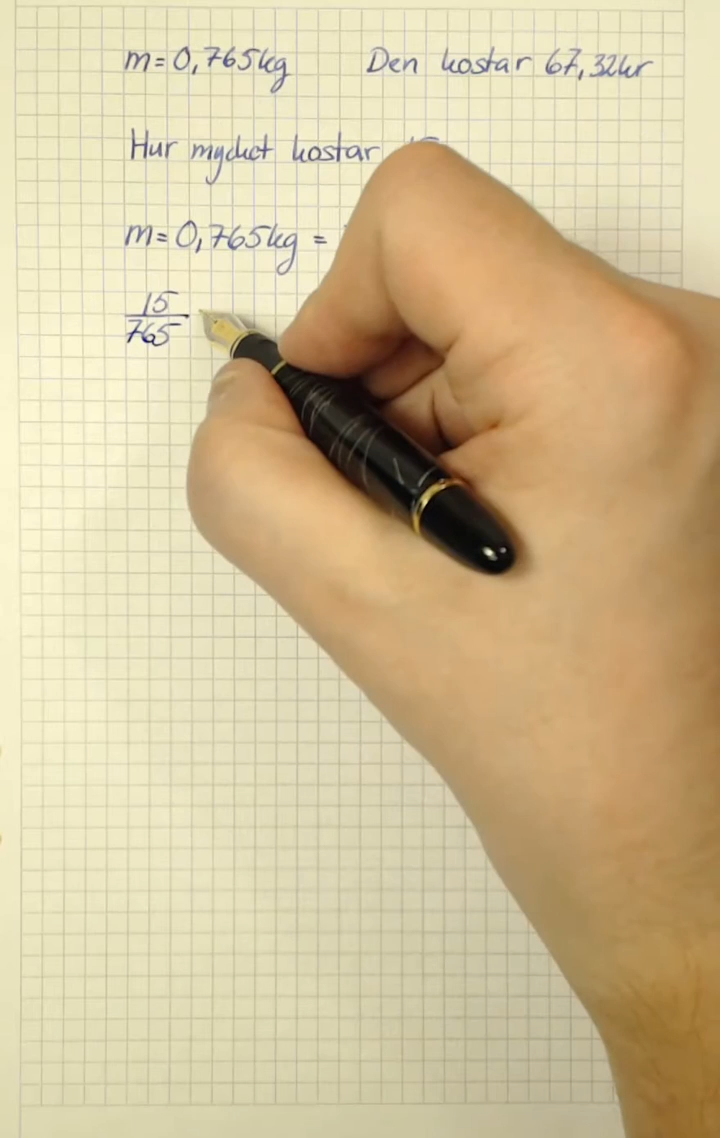 m = 0,765kg Den kostar 67,32kr
Hur mycket kostar
m = 0,765kg =
15
765